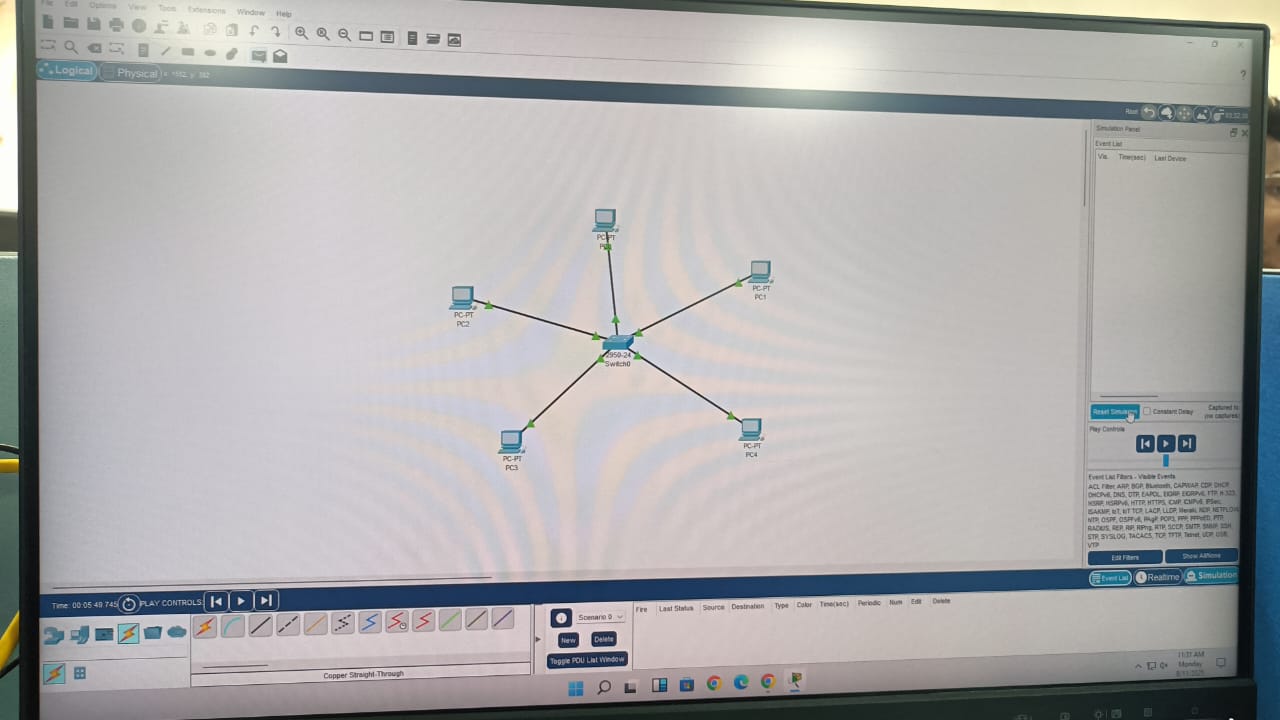 File Edit Options View Tools Extensions Window Help
Logical Physical
Root
Simulation Panel
Event List
Vis. Time(sec) Last Device
PC-PT
PC-PT
PC1
PC-PT
PC2
2950-24
Switch0
PC-PT
PC3
PC-PT
PC4
Reset Simulation Constant Delay Captured to:
(no captures)
Play Controls
Event List Filters - Visible Events
ACL Filter, ARP, BGP, Bluetooth, CAPWAP, CDP, DHCP,
DHCPv6, DNS, DTP, EAPOL, EIGRP, EIGRPv6, FTP, H.323,
HSRP, HSRPv6, HTTP, HTTPS, ICMP, ICMPv6, IPSec,
ISAKMP, IoT, IoT TCP, LACP, LLDP, Meraki, NDP, NETFLOW,
NTP, OSPF, OSPFv6, PAgP, POP3, PPP, PPPoED, PTP,
RADIUS, REP, RIP, RIPng, RTP, SCCP, SMTP, SNMP, SSH,
STP, SYSLOG, TACACS, TCP, TFTP, Telnet, UDP, USB,
VTP
Edit Filters Show All/None
Event List Realtime Simulation
Time: 00:05:49.745 PLAY CONTROLS:
Scenario 0
New Delete
Toggle PDU List Window
Fire Last Status Source Destination Type Color Time(sec) Periodic Num Edit Delete
Copper Straight-Through
11:37 AM
Monday